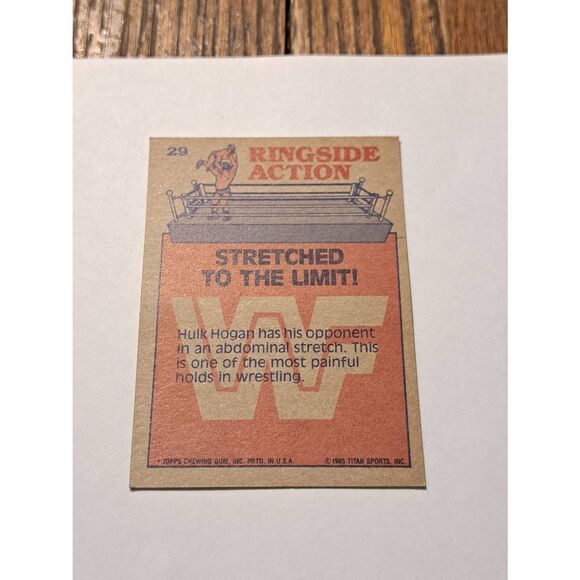 29
RINGSIDE
ACTION
STRETCHED
TO THE LIMIT!
WF
Hulk Hogan has his opponent
in an abdominal stretch. This
is one of the most painful
holds in wrestling.
* TOPPS CHEWING GUM, INC. PRTD. IN U.S.A. © 1985 TITAN SPORTS, INC.